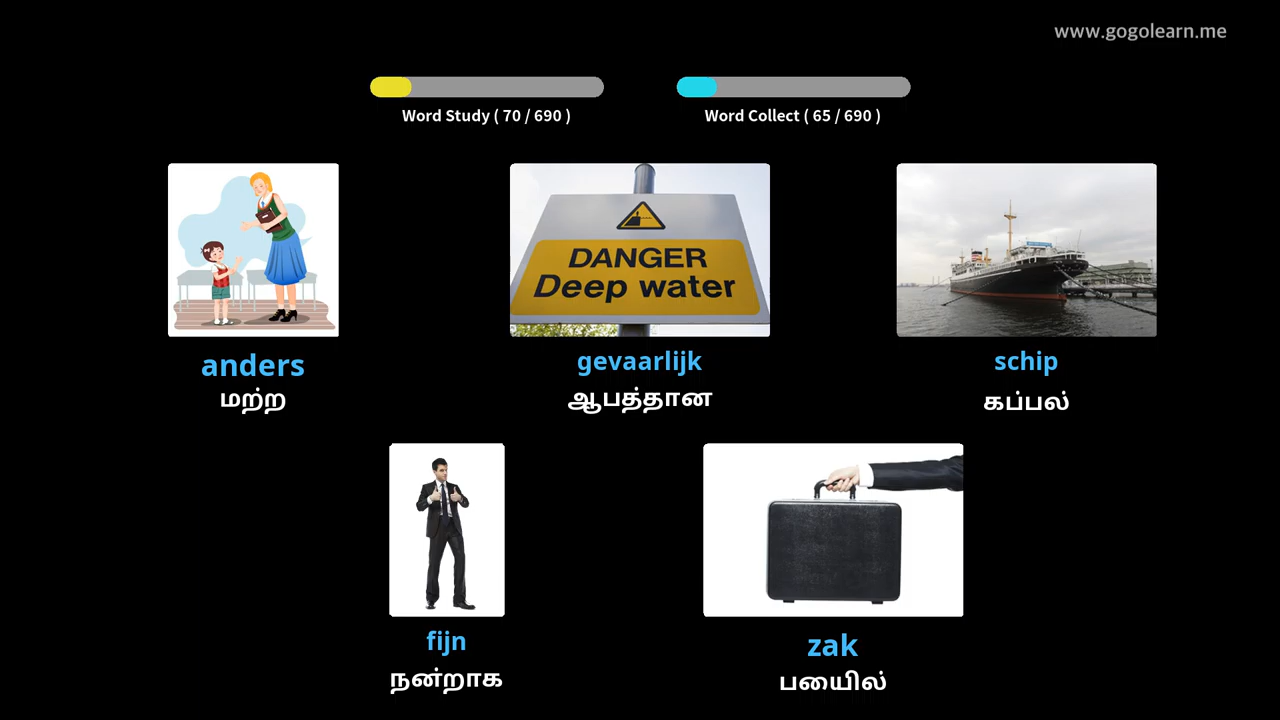 www.gogolearn.me
Word Study ( 70 / 690 )
Word Collect ( 65 / 690 )
DANGER
Deep water
anders
மற்ற
gevaarlijk
ஆபத்தான
schip
கப்பல்
fijn
நன்றாக
zak
பையில்